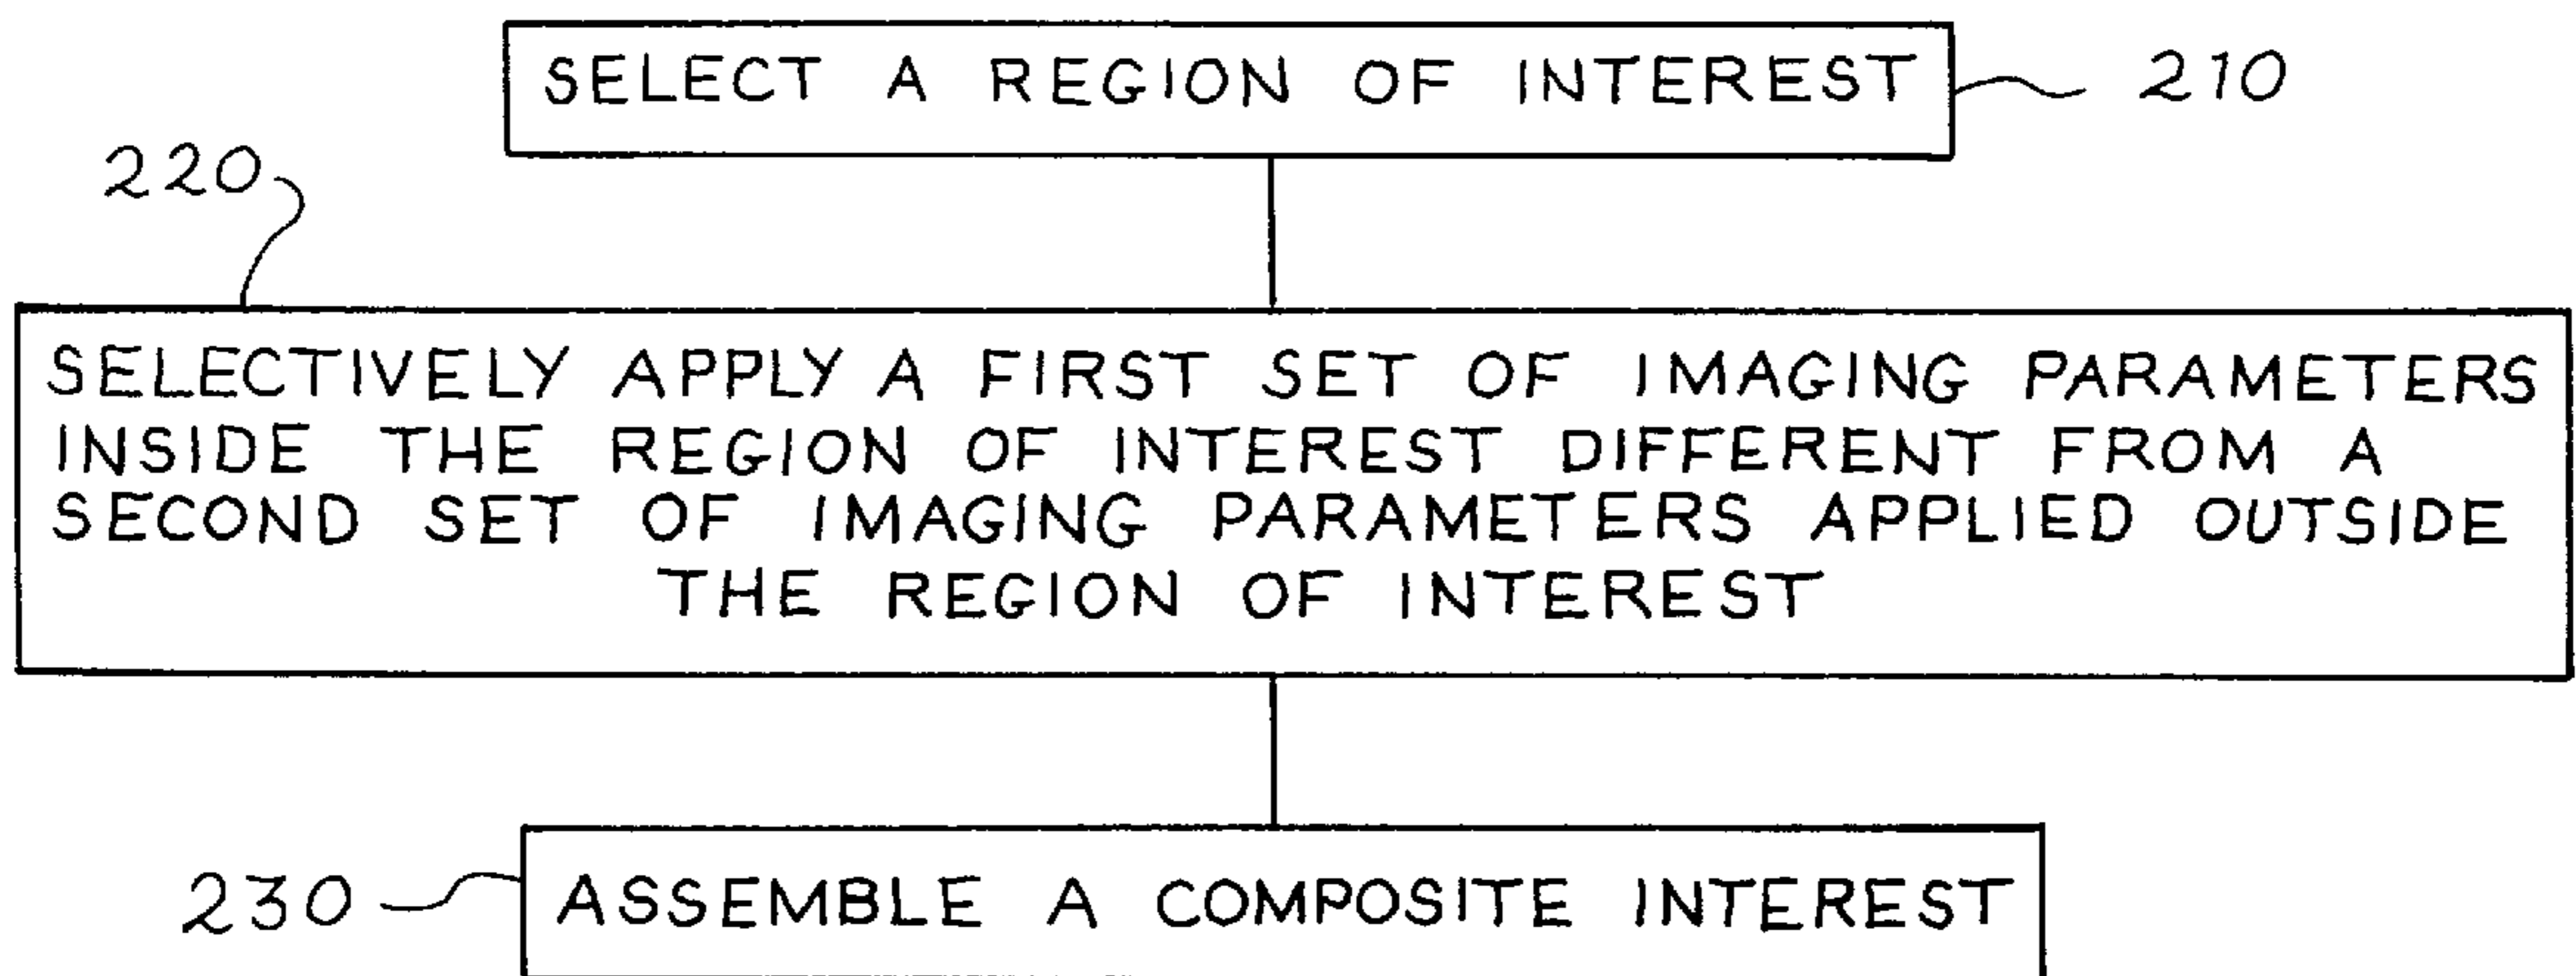 SELECT A REGION OF INTEREST
210
220
SELECTIVELY APPLY A FIRST SET OF IMAGING PARAMETERS
INSIDE THE REGION OF INTEREST DIFFERENT FROM A
SECOND SET OF IMAGING PARAMETERS APPLIED OUTSIDE
THE REGION OF INTEREST
230
ASSEMBLE A COMPOSITE INTEREST